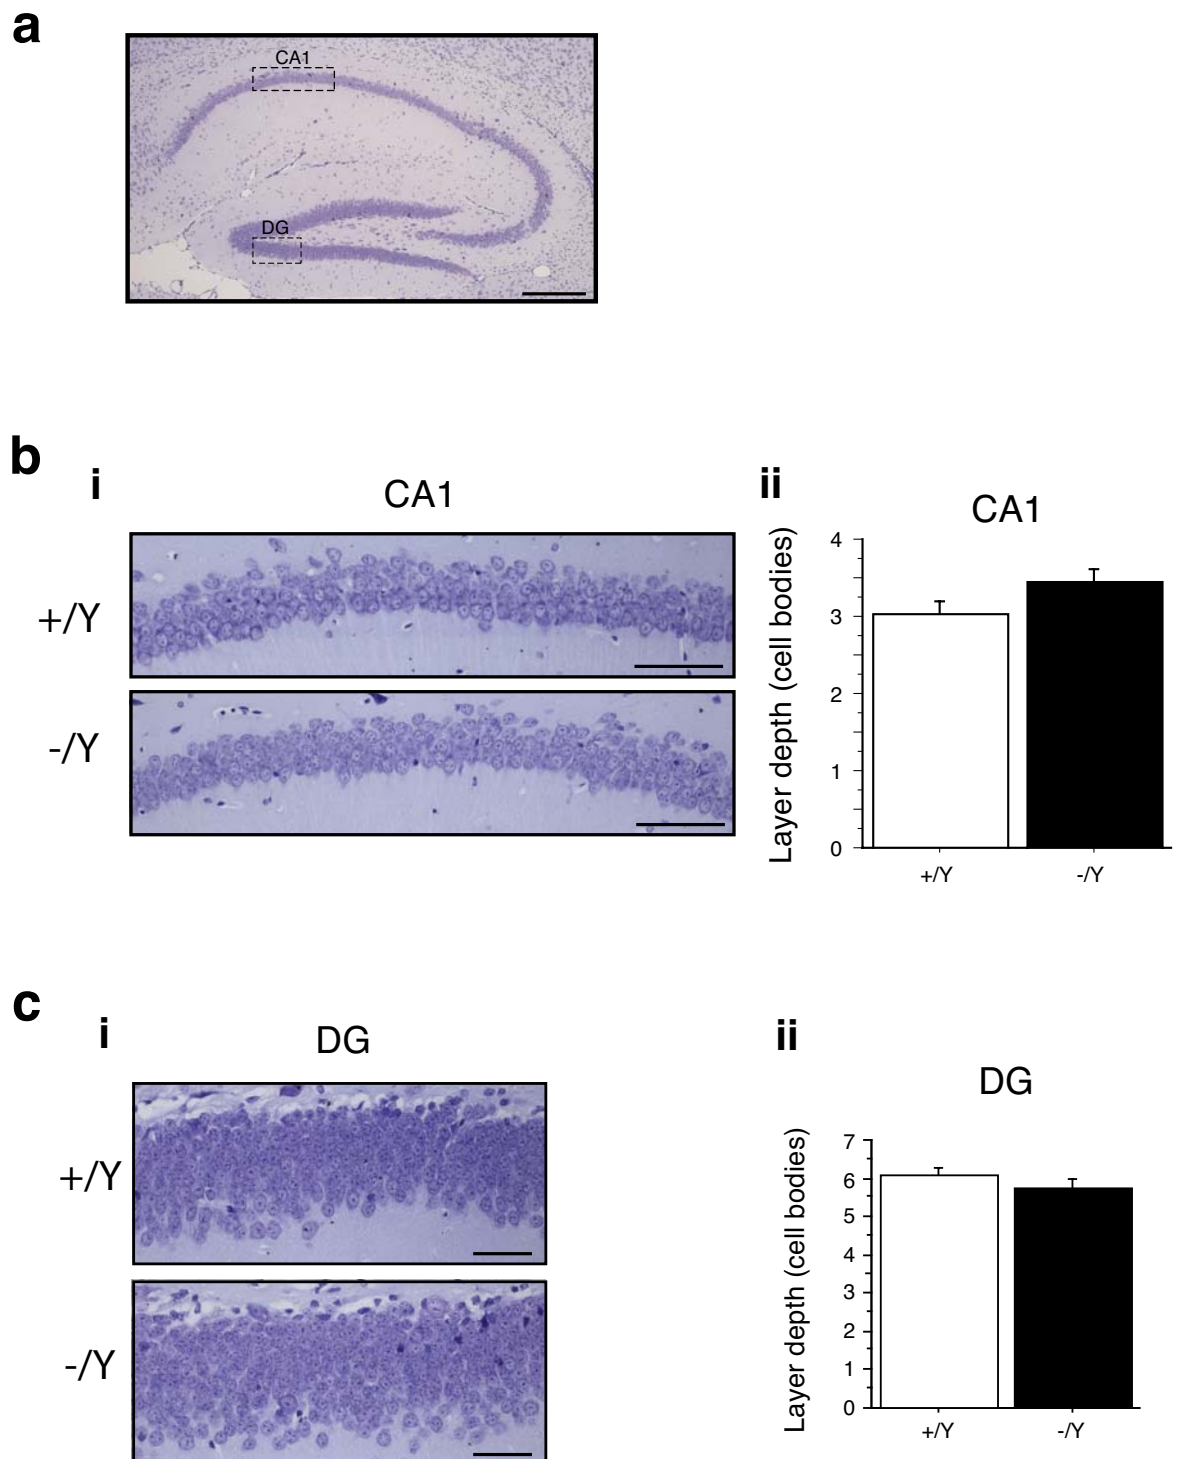 a
CA1
DG
b
i
CA1
+/Y
-/Y
ii
CA1
Layer depth (cell bodies)
4
3
2
1
0
+/Y
-/Y
c
i
DG
+/Y
-/Y
ii
DG
Layer depth (cell bodies)
7
6
5
4
3
2
1
0
+/Y
-/Y